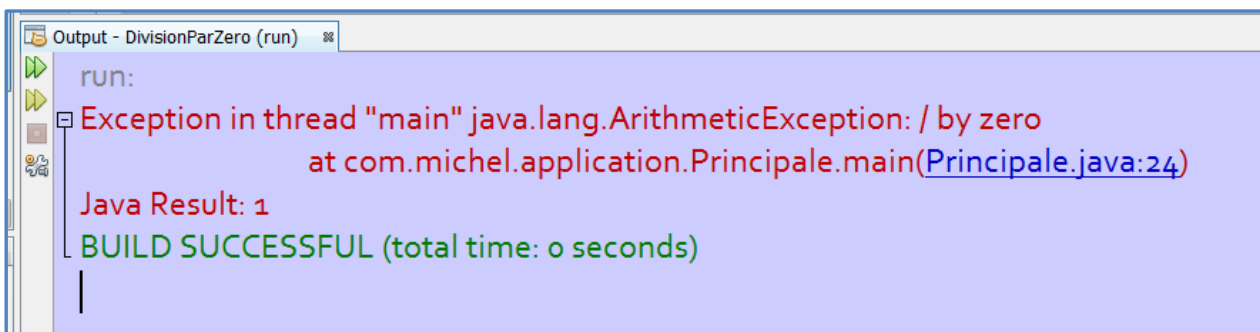 Output - DivisionParZero (run)
run:
Exception in thread "main" java.lang.ArithmeticException: / by zero
at com.michel.application.Principale.main(Principale.java:24)
Java Result: 1
BUILD SUCCESSFUL (total time: 0 seconds)